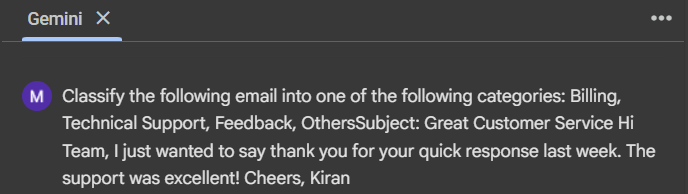 Gemini
M
Classify the following email into one of the following categories: Billing,
Technical Support, Feedback, OthersSubject: Great Customer Service Hi
Team, I just wanted to say thank you for your quick response last week. The
support was excellent! Cheers, Kiran